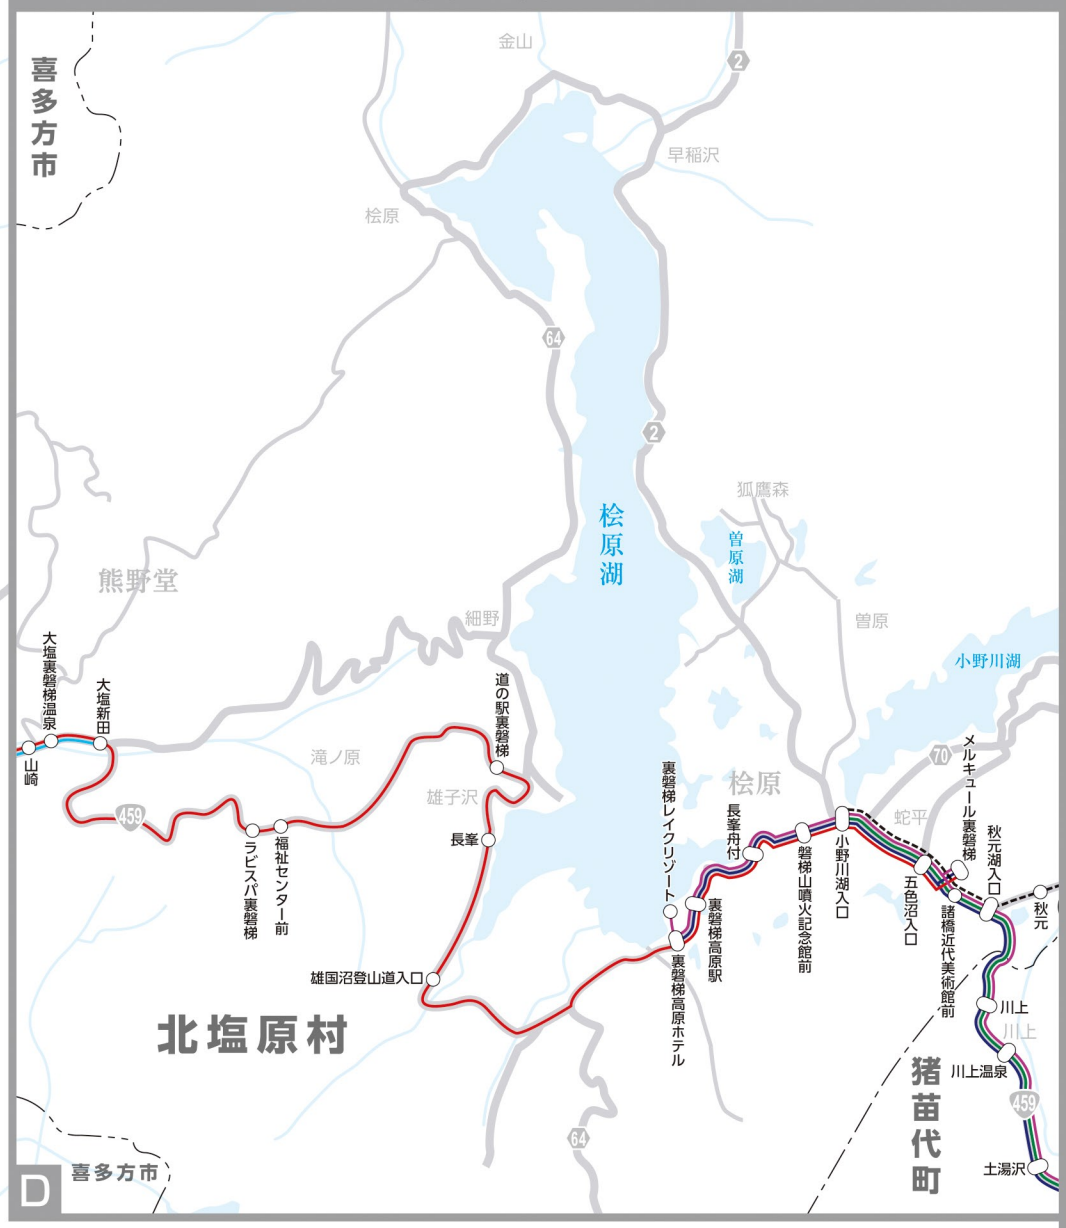 喜多方市
金山
2
早稲沢
桧原
64
2
狐鷹森
桧原湖
曽原湖
熊野堂
細野
曽原
小野川湖
大塩裏磐梯温泉
大塩新田
山崎
道の駅裏磐梯
滝ノ原
雄子沢
459
ラビスパ裏磐梯
福祉センター前
長峯
裏磐梯レイクリゾート
桧原
長峯舟付
70
メルキュール裏磐梯
蛇平
秋元湖入口
小野川湖入口
磐梯山噴火記念館前
五色沼入口
諸橋近代美術館前
秋元
裏磐梯高原駅
裏磐梯高原ホテル
雄国沼登山道入口
北塩原村
川上
川上
川上温泉
猪苗代町
459
64
土湯沢
喜多方市
D